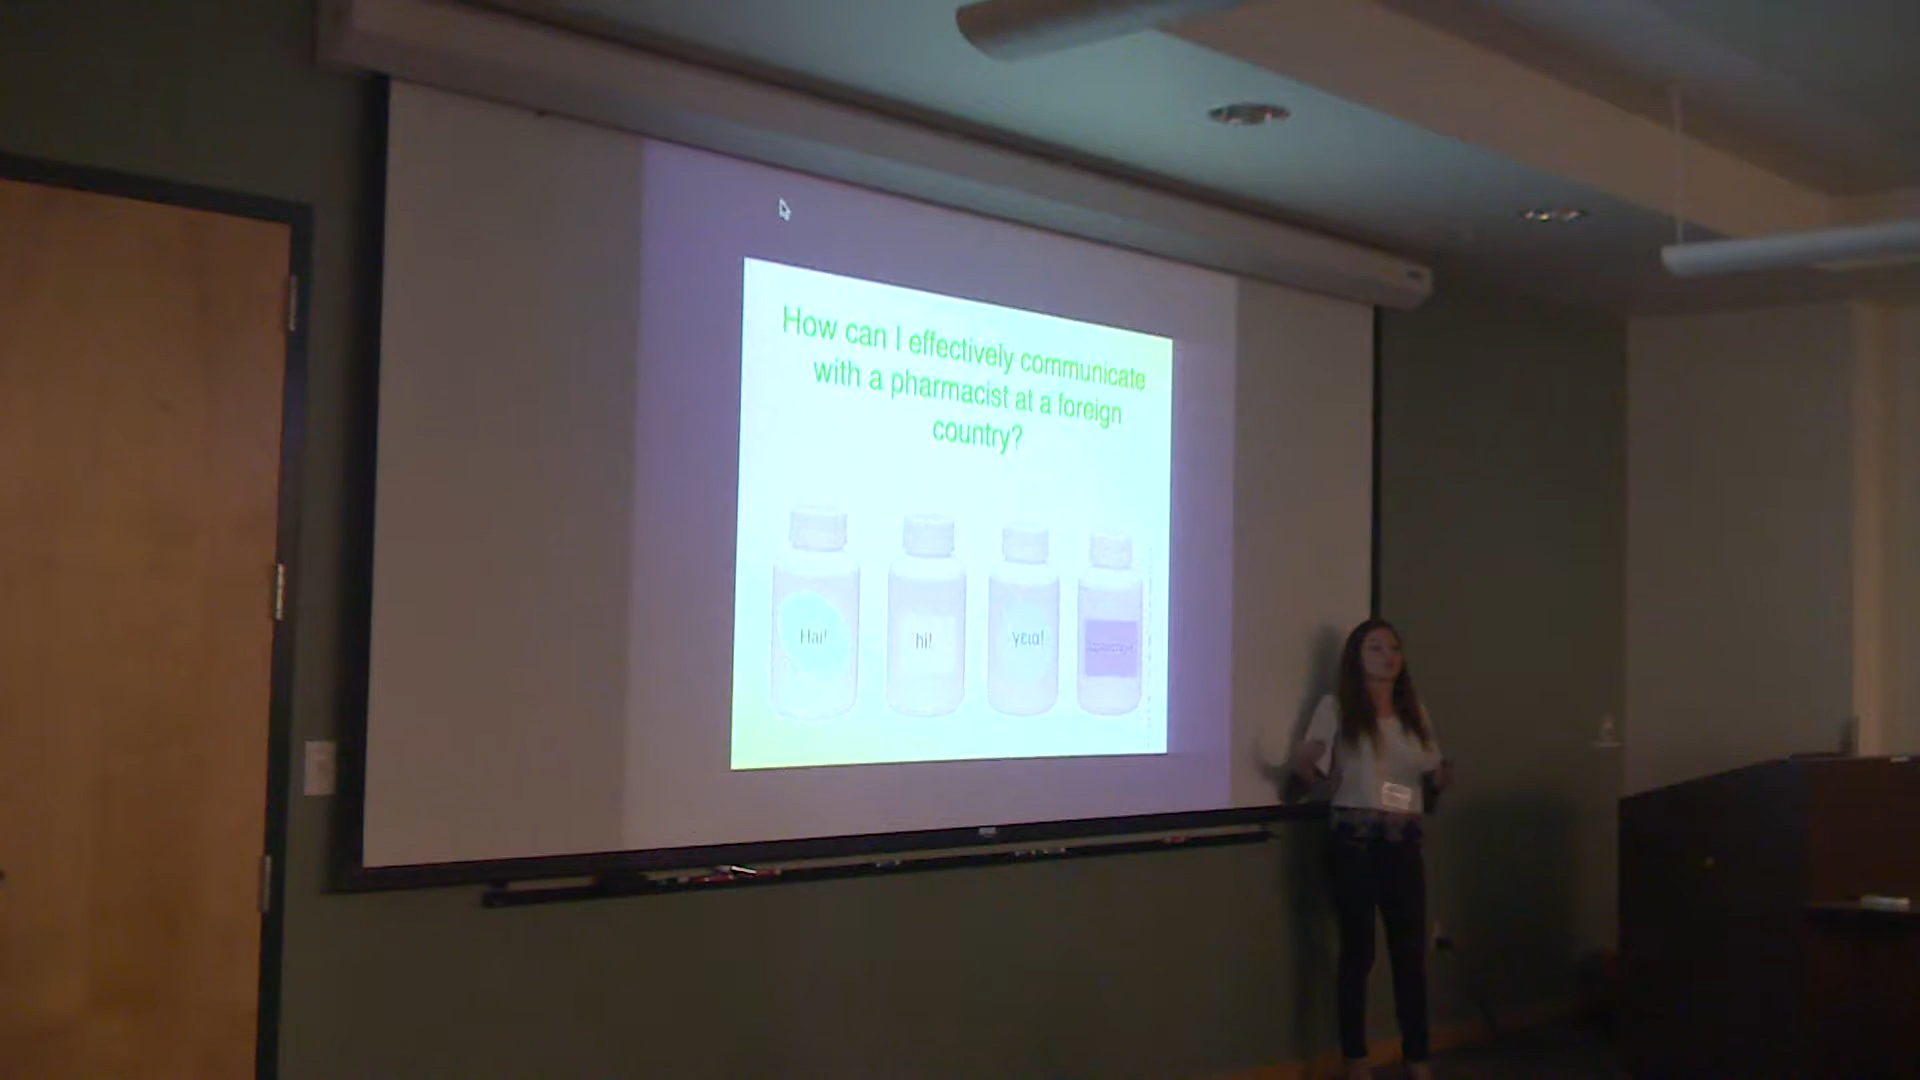 How can I effectively communicate
with a pharmacist at a foreign
country?
Hai!
hi!
γεια!